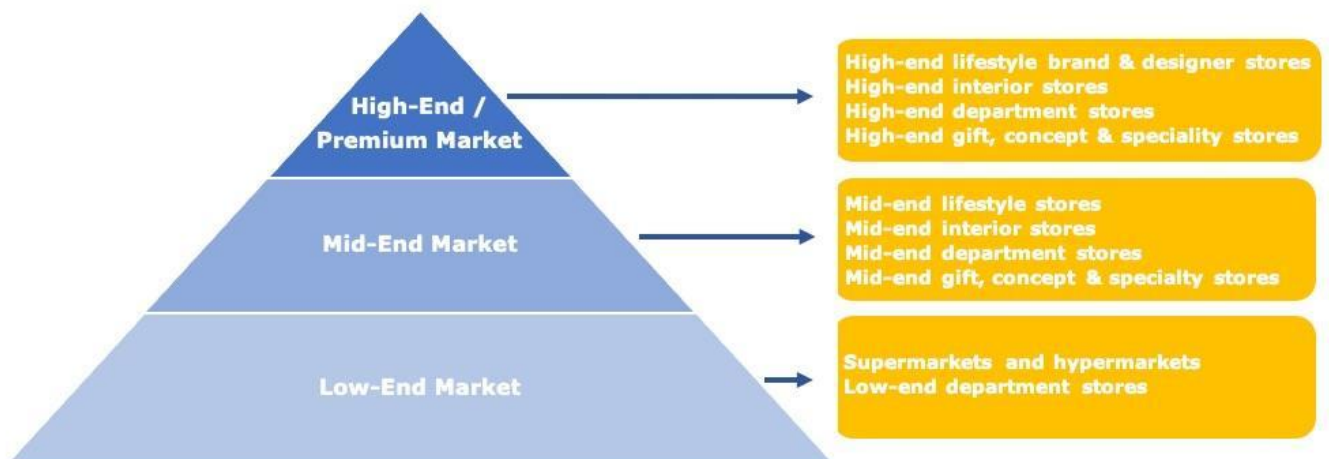 High-End /
Premium Market
High-end lifestyle brand & designer stores
High-end interior stores
High-end department stores
High-end gift, concept & speciality stores
Mid-End Market
Mid-end lifestyle stores
Mid-end interior stores
Mid-end department stores
Mid-end gift, concept & specialty stores
Low-End Market
Supermarkets and hypermarkets
Low-end department stores